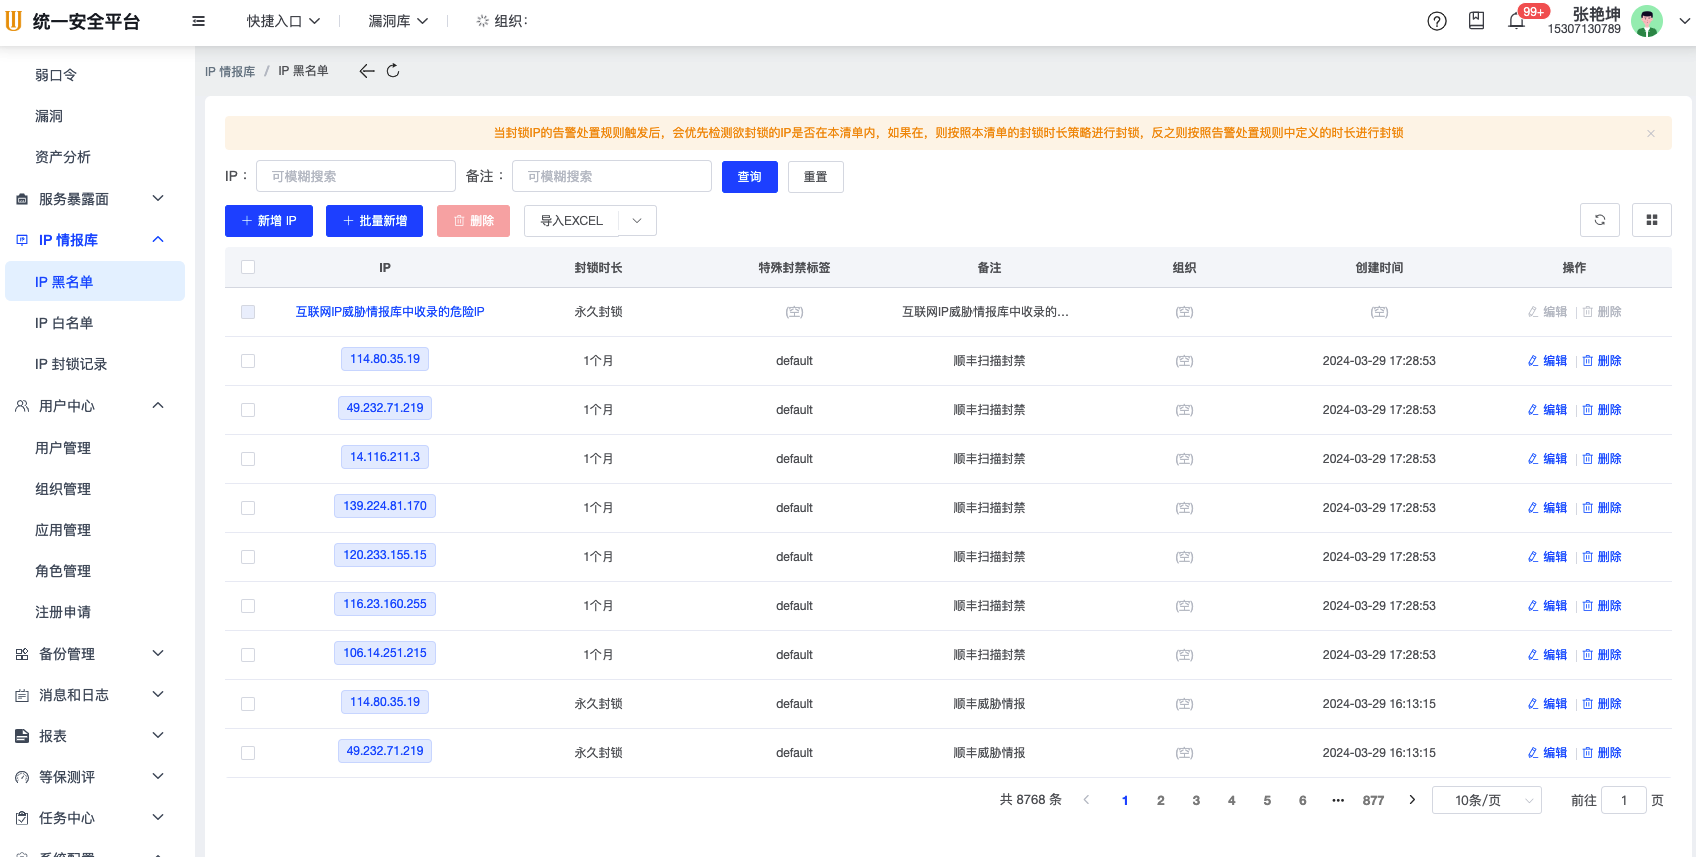 统一安全平台
快捷入口
漏洞库
组织:
99+
张艳坤
15307130789
弱口令
漏洞
资产分析
服务暴露面
IP 情报库
IP 黑名单
IP 白名单
IP 封锁记录
用户中心
用户管理
组织管理
应用管理
角色管理
注册申请
备份管理
消息和日志
报表
等保测评
任务中心
系统配置
IP 情报库 / IP 黑名单
当封锁IP的告警处置规则触发后，会优先检测欲封锁的IP是否在本清单内，如果在，则按照本清单的封锁时长策略进行封锁，反之则按照告警处置规则中定义的时长进行封锁
IP： 可模糊搜索 备注： 可模糊搜索 查询 重置
新增 IP 批量新增 删除 导入EXCEL
IP 封锁时长 特殊封禁标签 备注 组织 创建时间 操作
互联网IP威胁情报库中收录的危险IP 永久封锁 (空) 互联网IP威胁情报库中收录的... (空) (空) 编辑 删除
114.80.35.19 1个月 default 顺丰扫描封禁 (空) 2024-03-29 17:28:53 编辑 删除
49.232.71.219 1个月 default 顺丰扫描封禁 (空) 2024-03-29 17:28:53 编辑 删除
14.116.211.3 1个月 default 顺丰扫描封禁 (空) 2024-03-29 17:28:53 编辑 删除
139.224.81.170 1个月 default 顺丰扫描封禁 (空) 2024-03-29 17:28:53 编辑 删除
120.233.155.15 1个月 default 顺丰扫描封禁 (空) 2024-03-29 17:28:53 编辑 删除
116.23.160.255 1个月 default 顺丰扫描封禁 (空) 2024-03-29 17:28:53 编辑 删除
106.14.251.215 1个月 default 顺丰扫描封禁 (空) 2024-03-29 17:28:53 编辑 删除
114.80.35.19 永久封锁 default 顺丰威胁情报 (空) 2024-03-29 16:13:15 编辑 删除
49.232.71.219 永久封锁 default 顺丰威胁情报 (空) 2024-03-29 16:13:15 编辑 删除
共 8768 条 1 2 3 4 5 6 ••• 877 10条/页 前往 1 页